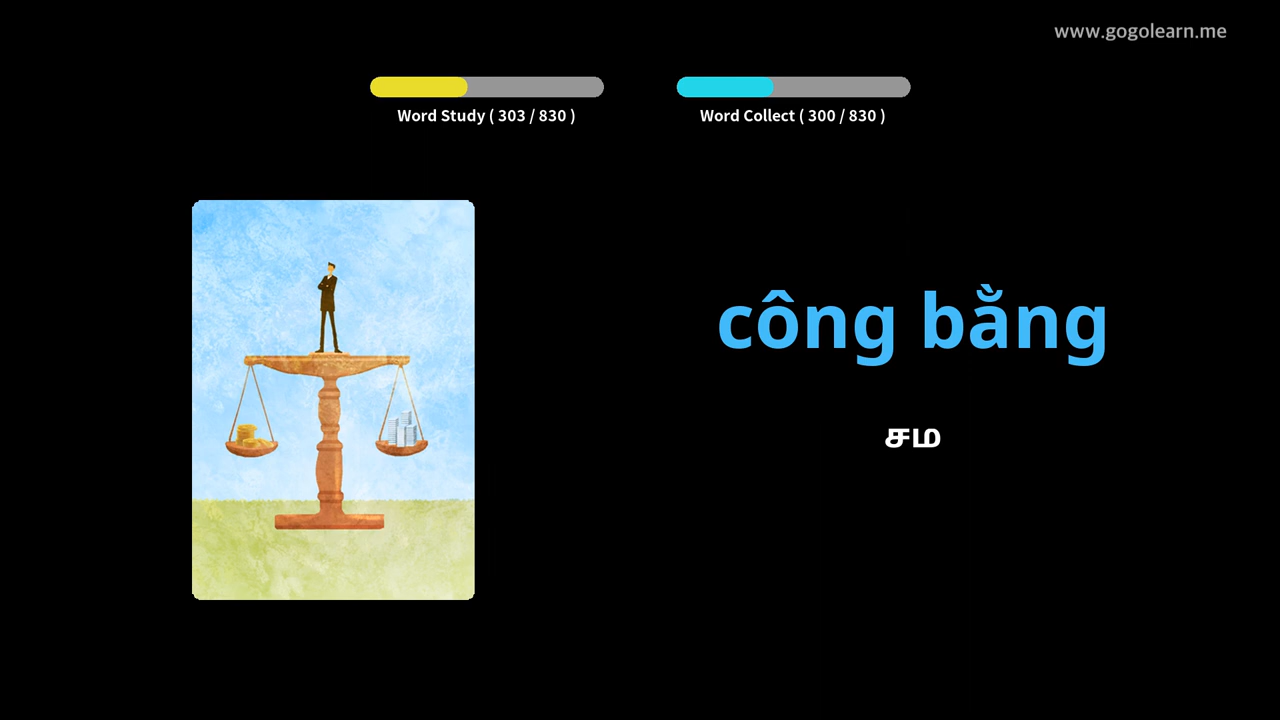 www.gogolearn.me
Word Study ( 303 / 830 )
Word Collect ( 300 / 830 )
công bằng
சம